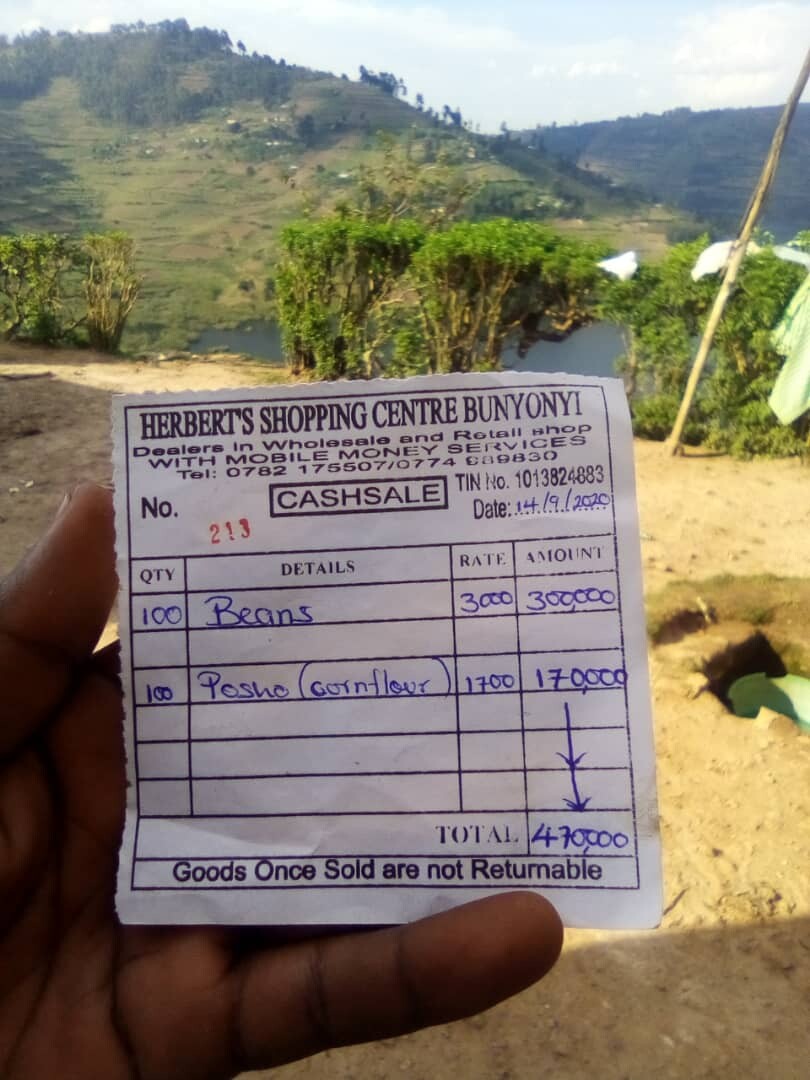 HERBERT'S SHOPPING CENTRE BUNYONYI
Dealers in Wholesale and Retail shop
WITH MOBILE MONEY SERVICES
Tel: 0782 175507/0774 989830
TIN No. 1013824883
No. 213 CASHSALE Date: 14/9/2020
QTY DETAILS RATE AMOUNT
100 Beans 3000 300,000
100 Posho (cornflour) 1700 170,000
TOTAL 470,000
Goods Once Sold are not Returnable